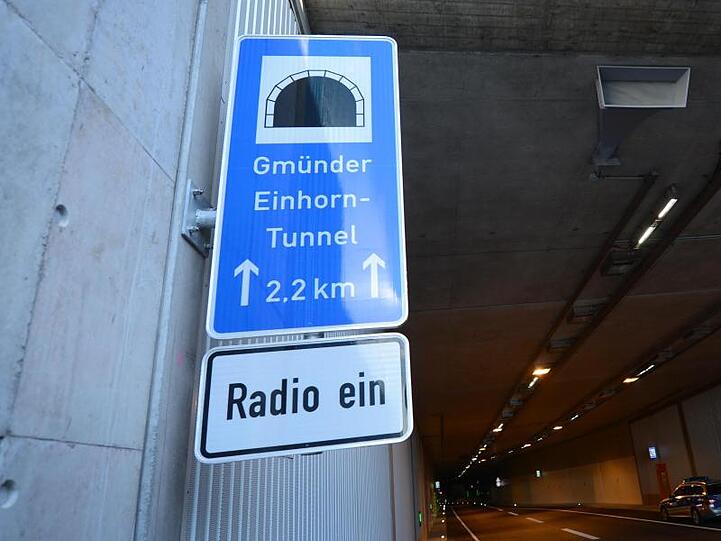 Gmünder
Einhorn-
Tunnel
2,2 km
Radio ein